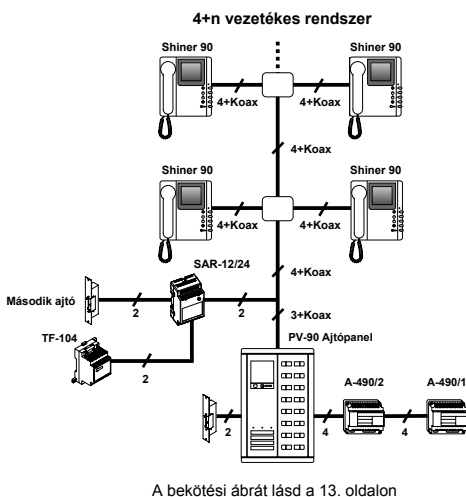 4+n vezetékes rendszer
Shiner 90
Shiner 90
4+Koax
4+Koax
4+Koax
Shiner 90
Shiner 90
4+Koax
4+Koax
4+Koax
SAR-12/24
Második ajtó
2
2
3+Koax
TF-104
2
PV-90 Ajtópanel
A-490/2
A-490/1
2
4
4
A bekötési ábrát lásd a 13. oldalon